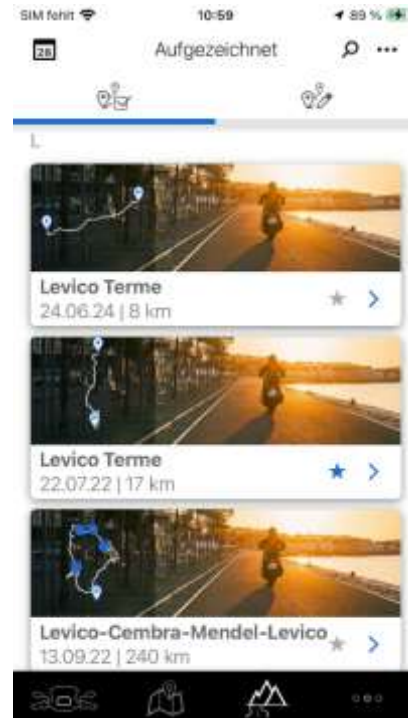 SIM fehlt 10:59 89 %
28 Aufgezeichnet
L
Levico Terme
24.06.24 | 8 km
Levico Terme
22.07.22 | 17 km
Levico-Cembra-Mendel-Levico
13.09.22 | 240 km